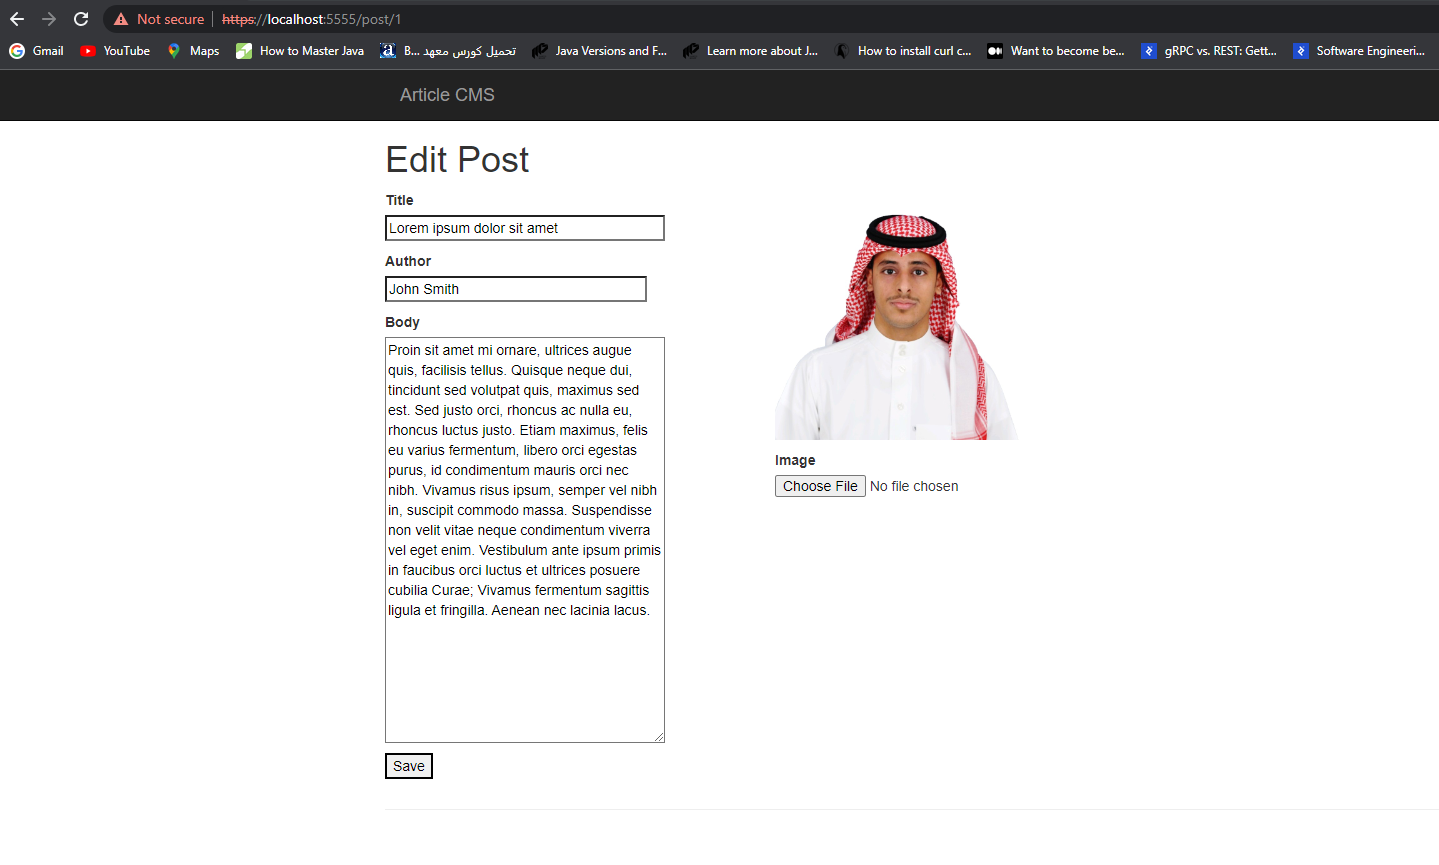 Not secure https://localhost:5555/post/1
Gmail YouTube Maps How to Master Java B... تحميل كورس معهد Java Versions and F... Learn more about J... How to install curl c... Want to become be... gRPC vs. REST: Gett... Software Engineeri...
Article CMS
Edit Post
Title
Lorem ipsum dolor sit amet
Author
John Smith
Body
Proin sit amet mi ornare, ultrices augue
quis, facilisis tellus. Quisque neque dui,
tincidunt sed volutpat quis, maximus sed
est. Sed justo orci, rhoncus ac nulla eu,
rhoncus luctus justo. Etiam maximus, felis
eu varius fermentum, libero orci egestas
purus, id condimentum mauris orci nec
nibh. Vivamus risus ipsum, semper vel nibh
in, suscipit commodo massa. Suspendisse
non velit vitae neque condimentum viverra
vel eget enim. Vestibulum ante ipsum primis
in faucibus orci luctus et ultrices posuere
cubilia Curae; Vivamus fermentum sagittis
ligula et fringilla. Aenean nec lacinia lacus.
Save
Image
Choose File No file chosen